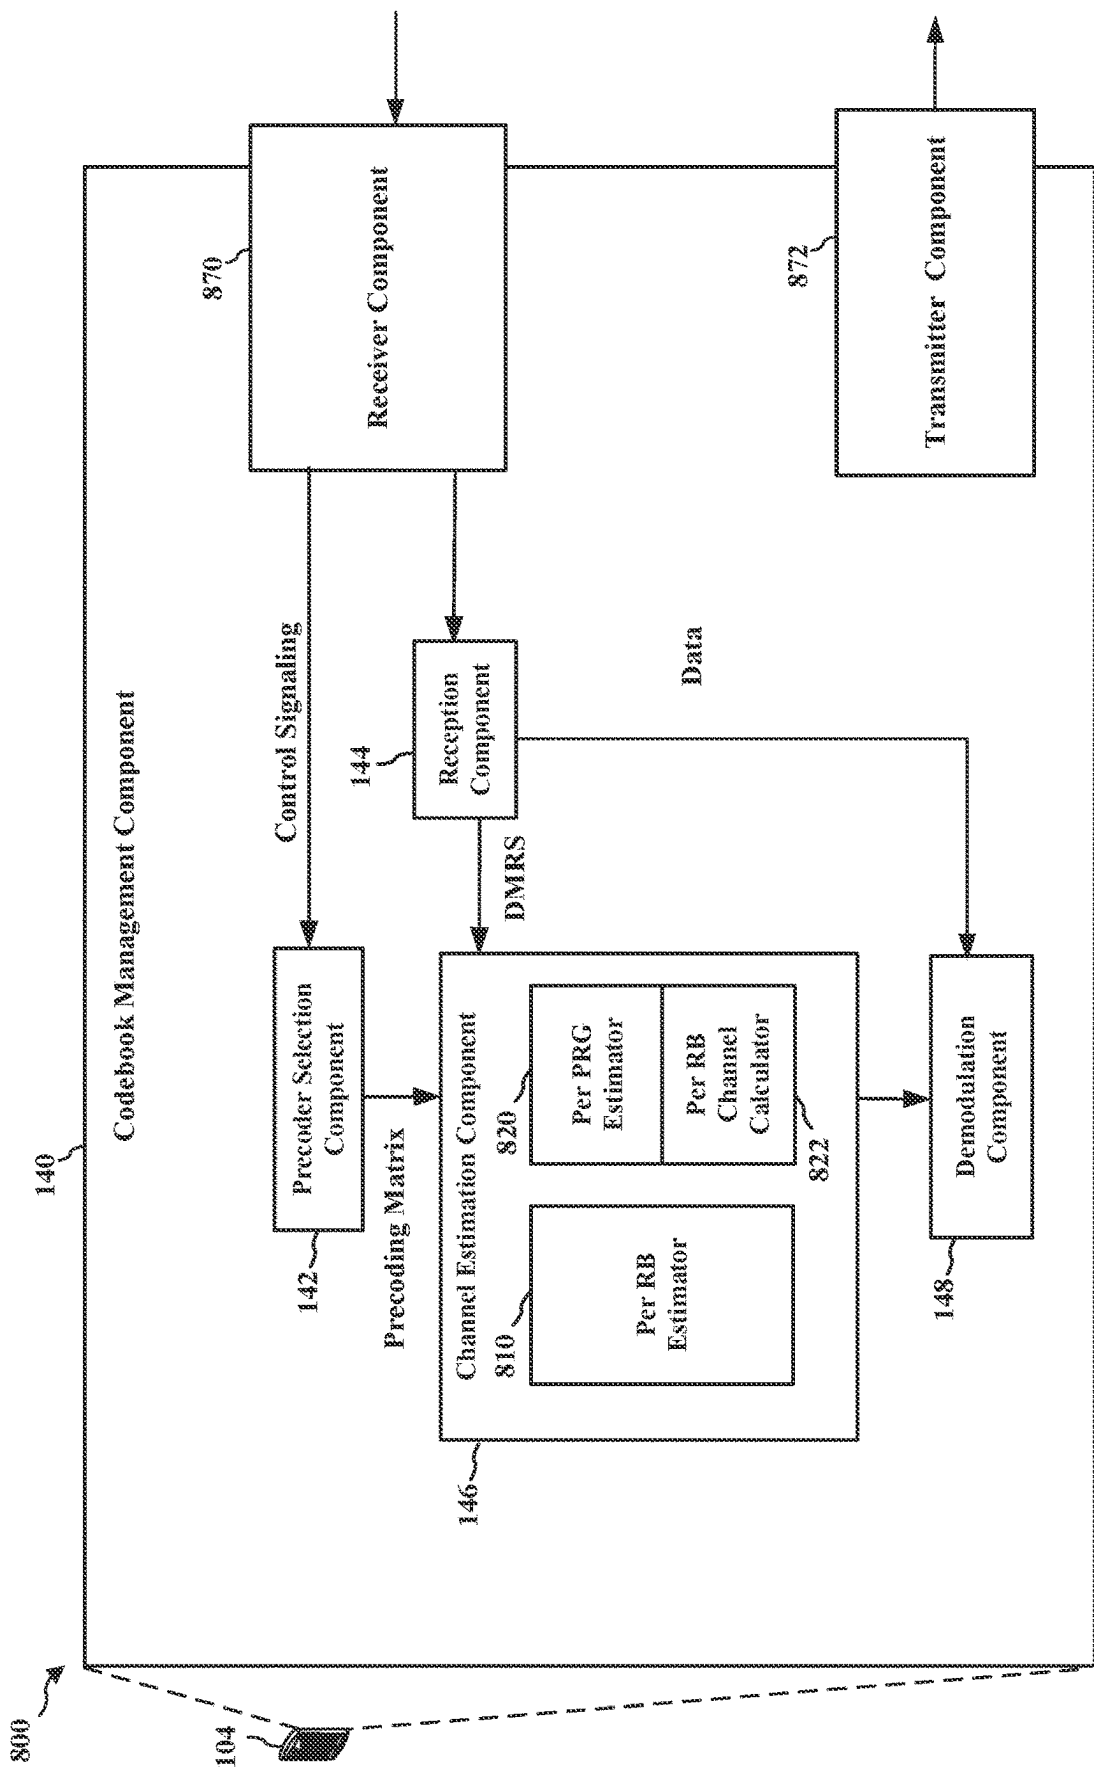 800
104
140
Codebook Management Component
142
Precoder Selection
Component
Control Signaling
870
Receiver Component
Precoding Matrix
144
Reception
Component
DMRS
146
Channel Estimation Component
810
Per RB
Estimator
820
Per PRG
Estimator
Per RB
Channel
Calculator
822
Data
148
Demodulation
Component
872
Transmitter Component